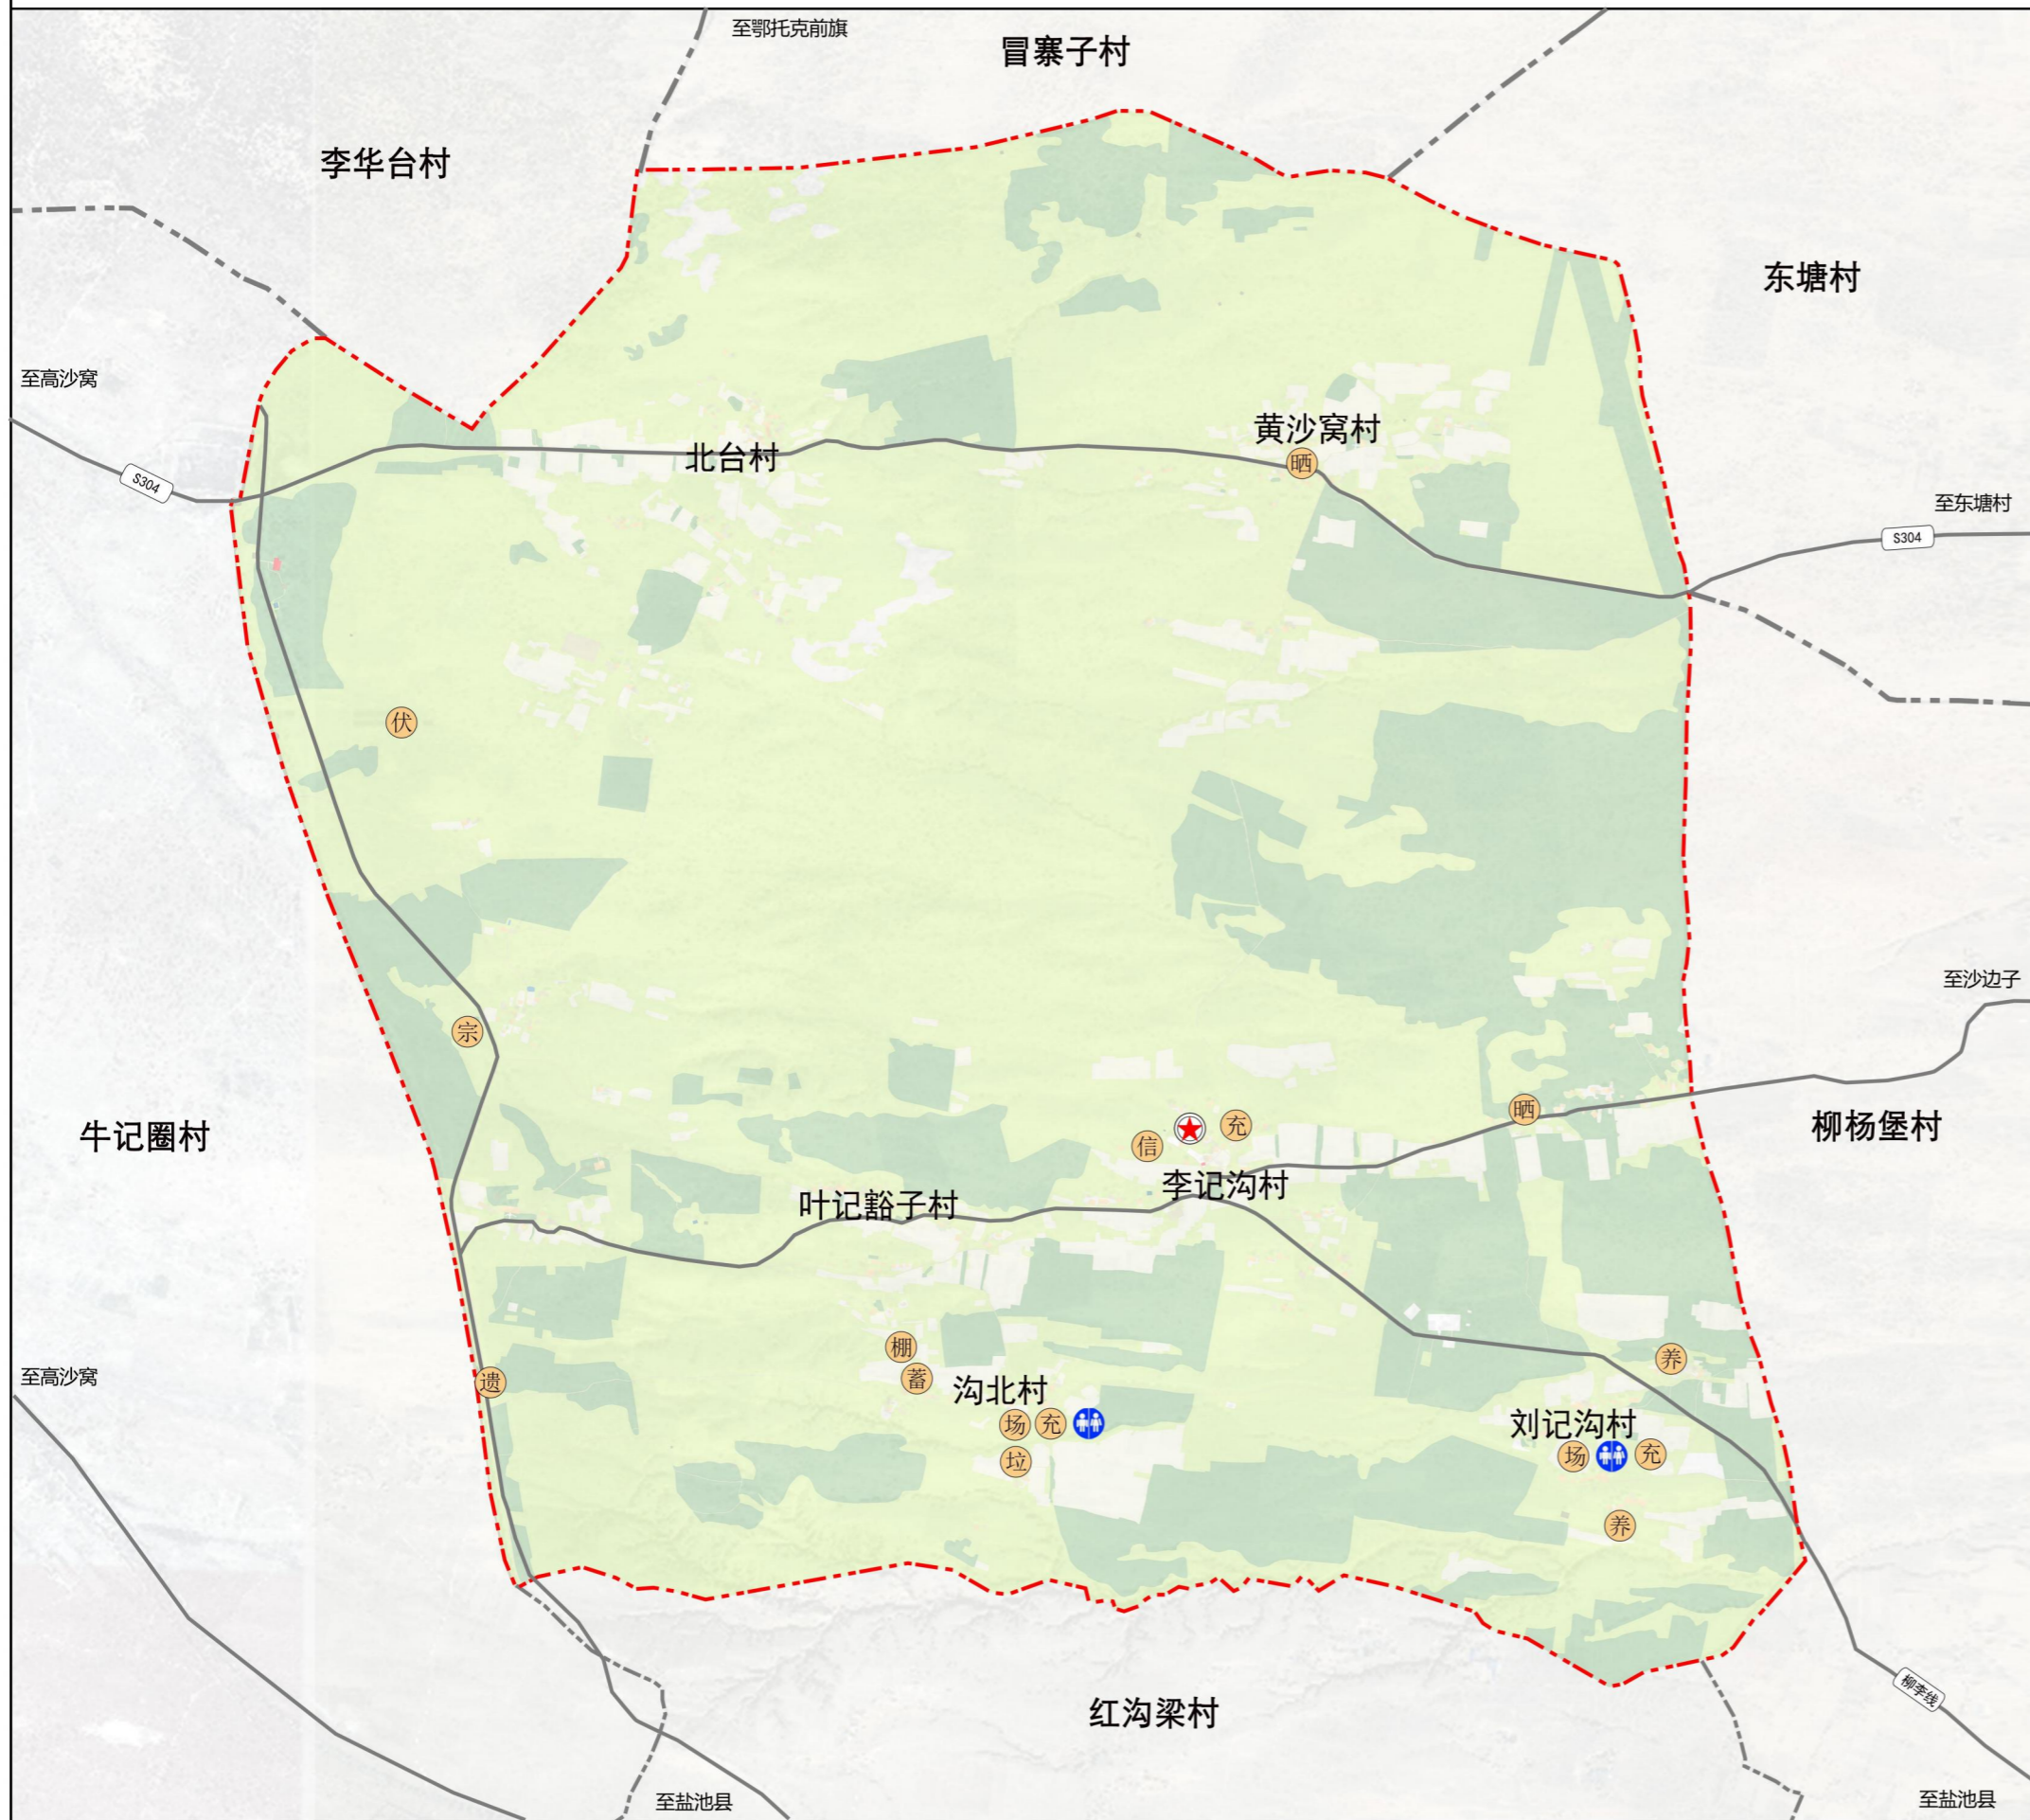 至鄂托克前旗
冒寨子村
李华台村
东塘村
至高沙窝
黄沙窝村
北台村
晒
S304
至东塘村
S304
伏
至沙边子
宗
晒
充
柳杨堡村
牛记圈村
信
李记沟村
叶记豁子村
棚
养
至高沙窝
蓄
遗
沟北村
场
充
刘记沟村
场
充
垃
养
柳李线
红沟梁村
至盐池县
至盐池县